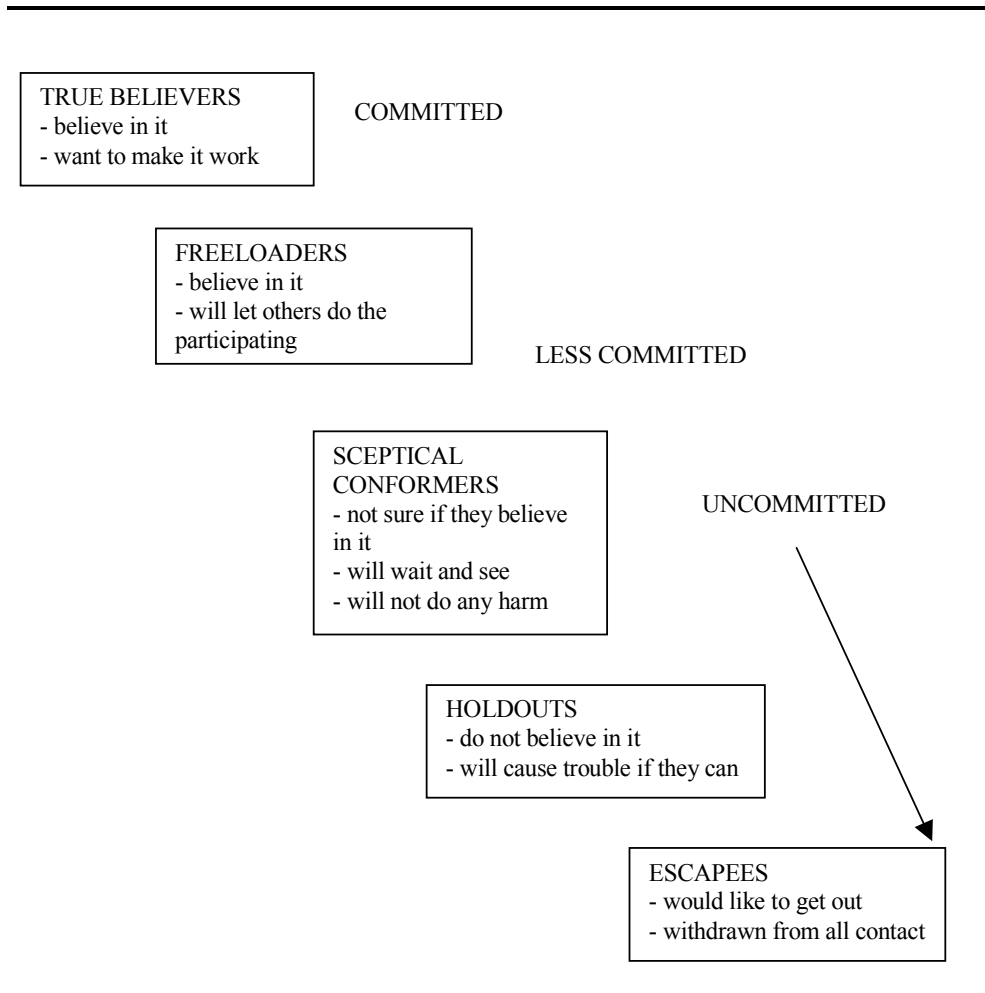 TRUE BELIEVERS
- believe in it
- want to make it work
COMMITTED
FREELOADERS
- believe in it
- will let others do the
participating
LESS COMMITTED
SCEPTICAL
CONFORMERS
- not sure if they believe
in it
- will wait and see
- will not do any harm
UNCOMMITTED
HOLDOUTS
- do not believe in it
- will cause trouble if they can
ESCAPEES
- would like to get out
- withdrawn from all contact